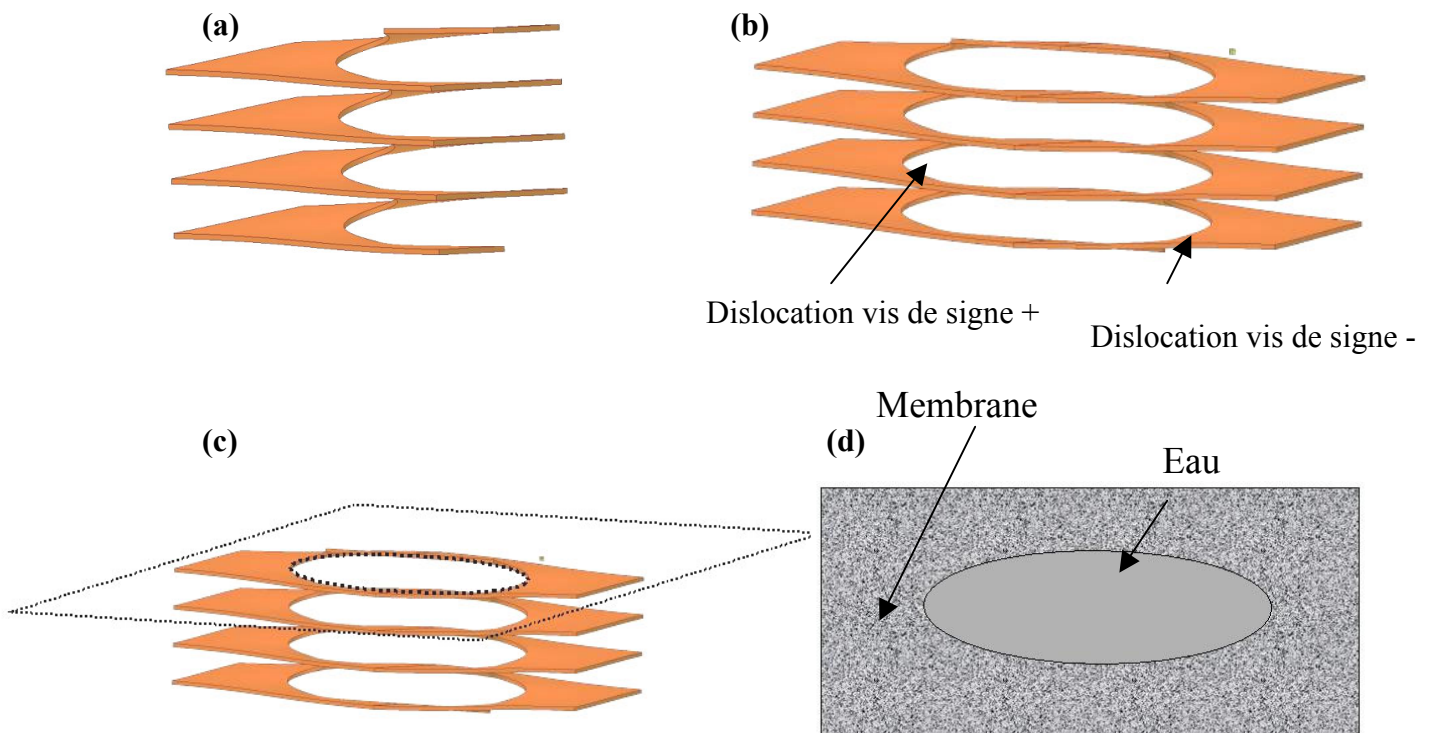 (a)
(b)
Dislocation vis de signe +
Dislocation vis de signe -
(c)
Membrane
(d)
Eau